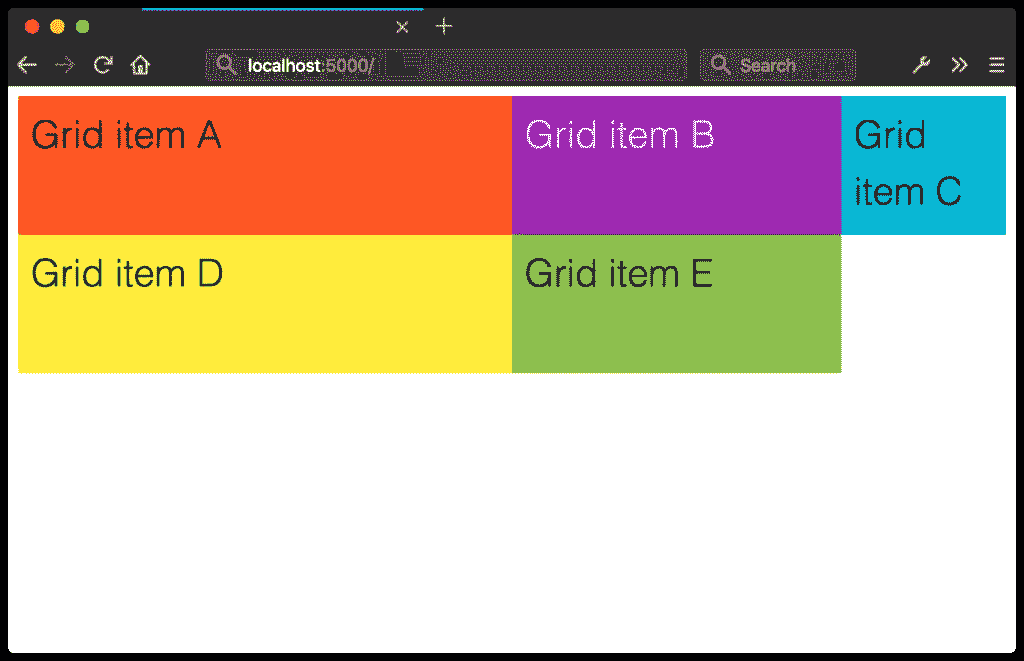 localhost:5000/
Search
Grid item A
Grid item B
Grid
item C
Grid item D
Grid item E